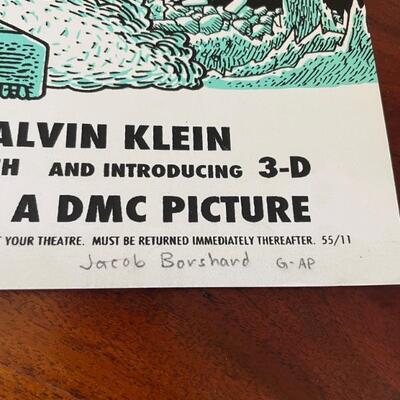 ALVIN KLEIN
H AND INTRODUCING 3-D
A DMC PICTURE
T YOUR THEATRE. MUST BE RETURNED IMMEDIATELY THEREAFTER. 55/11
Jacob Borshard G-AP